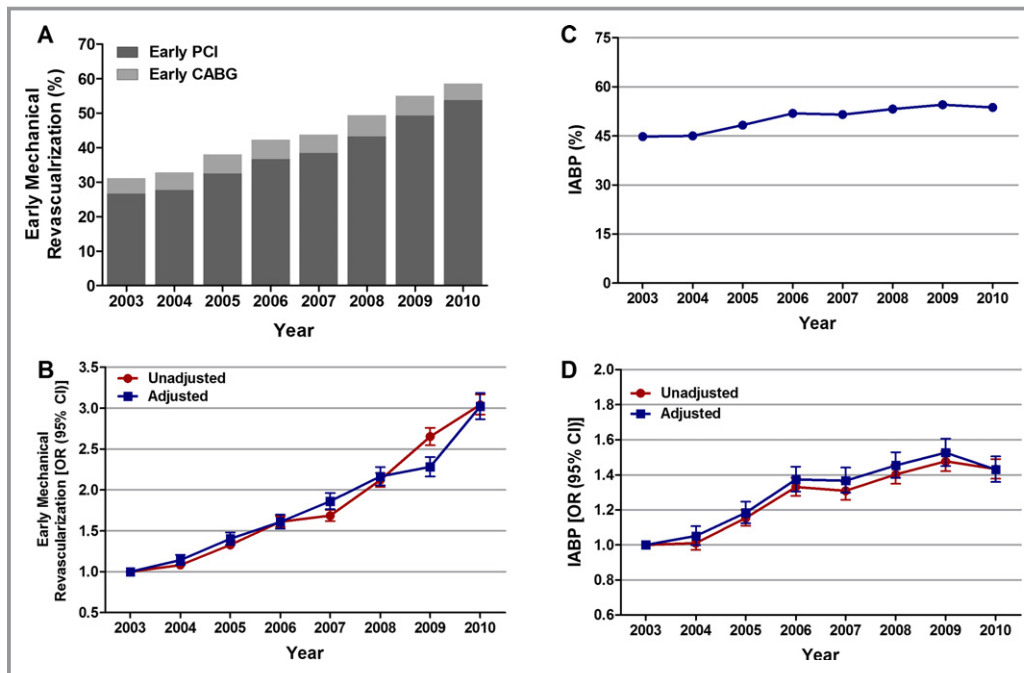 A
Early PCI
Early CABG
Early Mechanical
Revascualrization (%)
70
60
50
40
30
20
10
0
2003 2004 2005 2006 2007 2008 2009 2010
Year
C
IABP (%)
75
60
45
30
15
0
2003 2004 2005 2006 2007 2008 2009 2010
Year
B
Unadjusted
Adjusted
Early Mechanical
Revascularization [OR (95% CI)]
3.5
3.0
2.5
2.0
1.5
1.0
0.5
2003 2004 2005 2006 2007 2008 2009 2010
Year
D
Unadjusted
Adjusted
IABP [OR (95% CI)]
2.0
1.8
1.6
1.4
1.2
1.0
0.8
0.6
2003 2004 2005 2006 2007 2008 2009 2010
Year